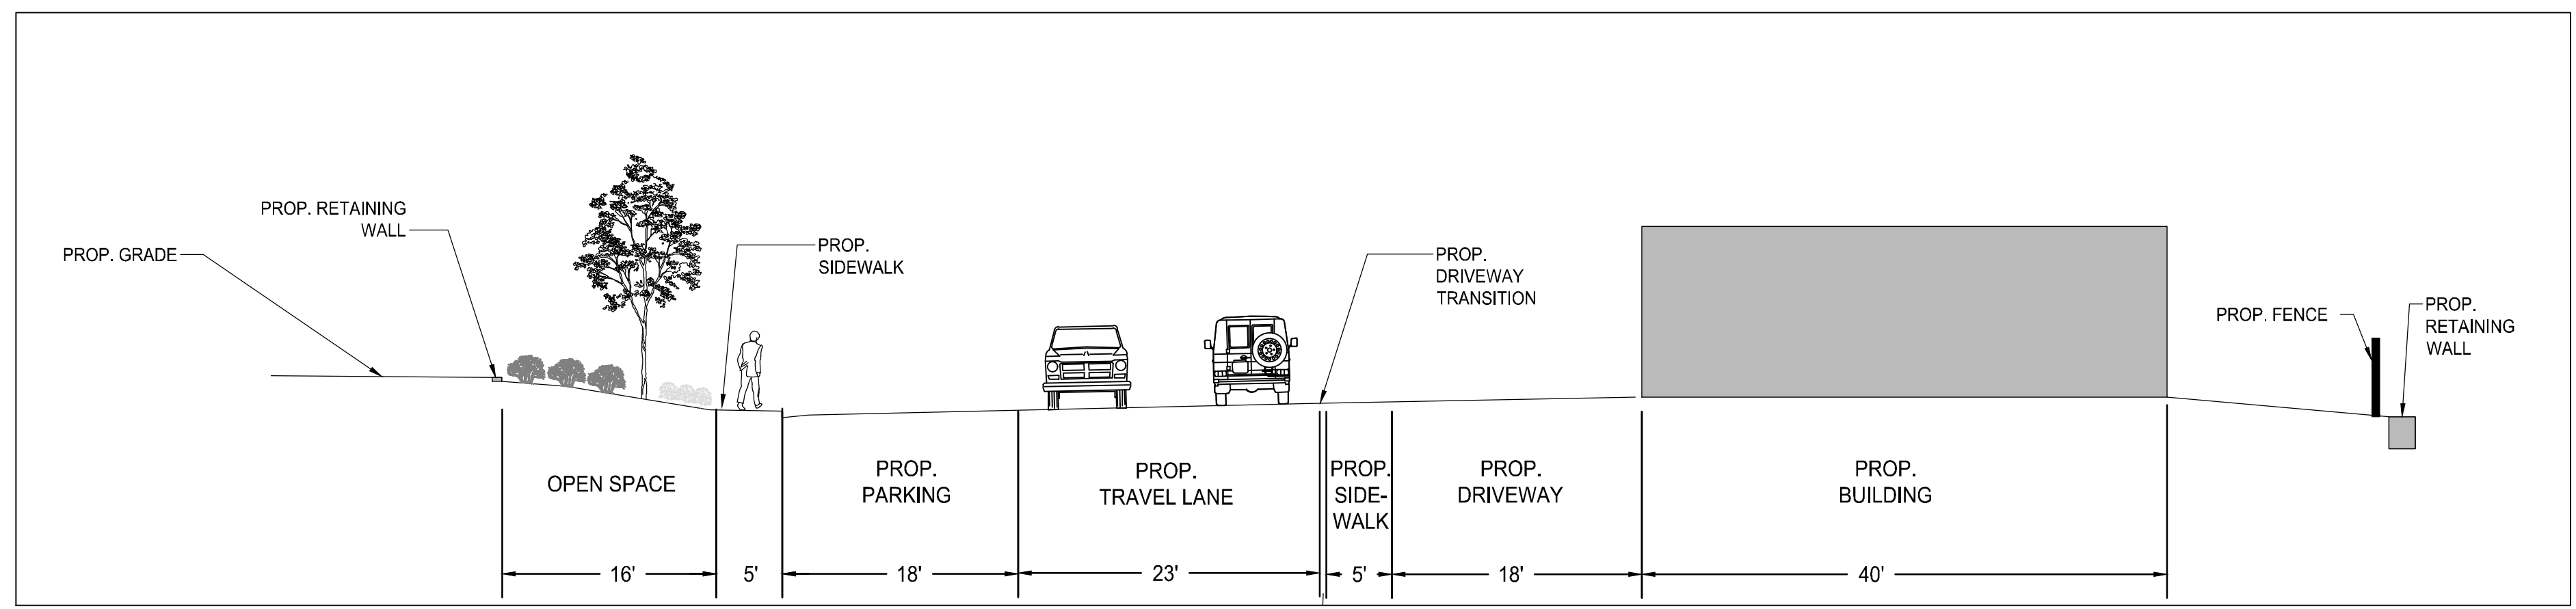 PROP. GRADE
PROP. RETAINING
WALL
PROP.
SIDEWALK
PROP.
DRIVEWAY
TRANSITION
PROP. FENCE
PROP.
RETAINING
WALL
OPEN SPACE
PROP.
PARKING
PROP.
TRAVEL LANE
PROP.
SIDE-
WALK
PROP.
DRIVEWAY
PROP.
BUILDING
16'
5'
18'
23'
5'
18'
40'